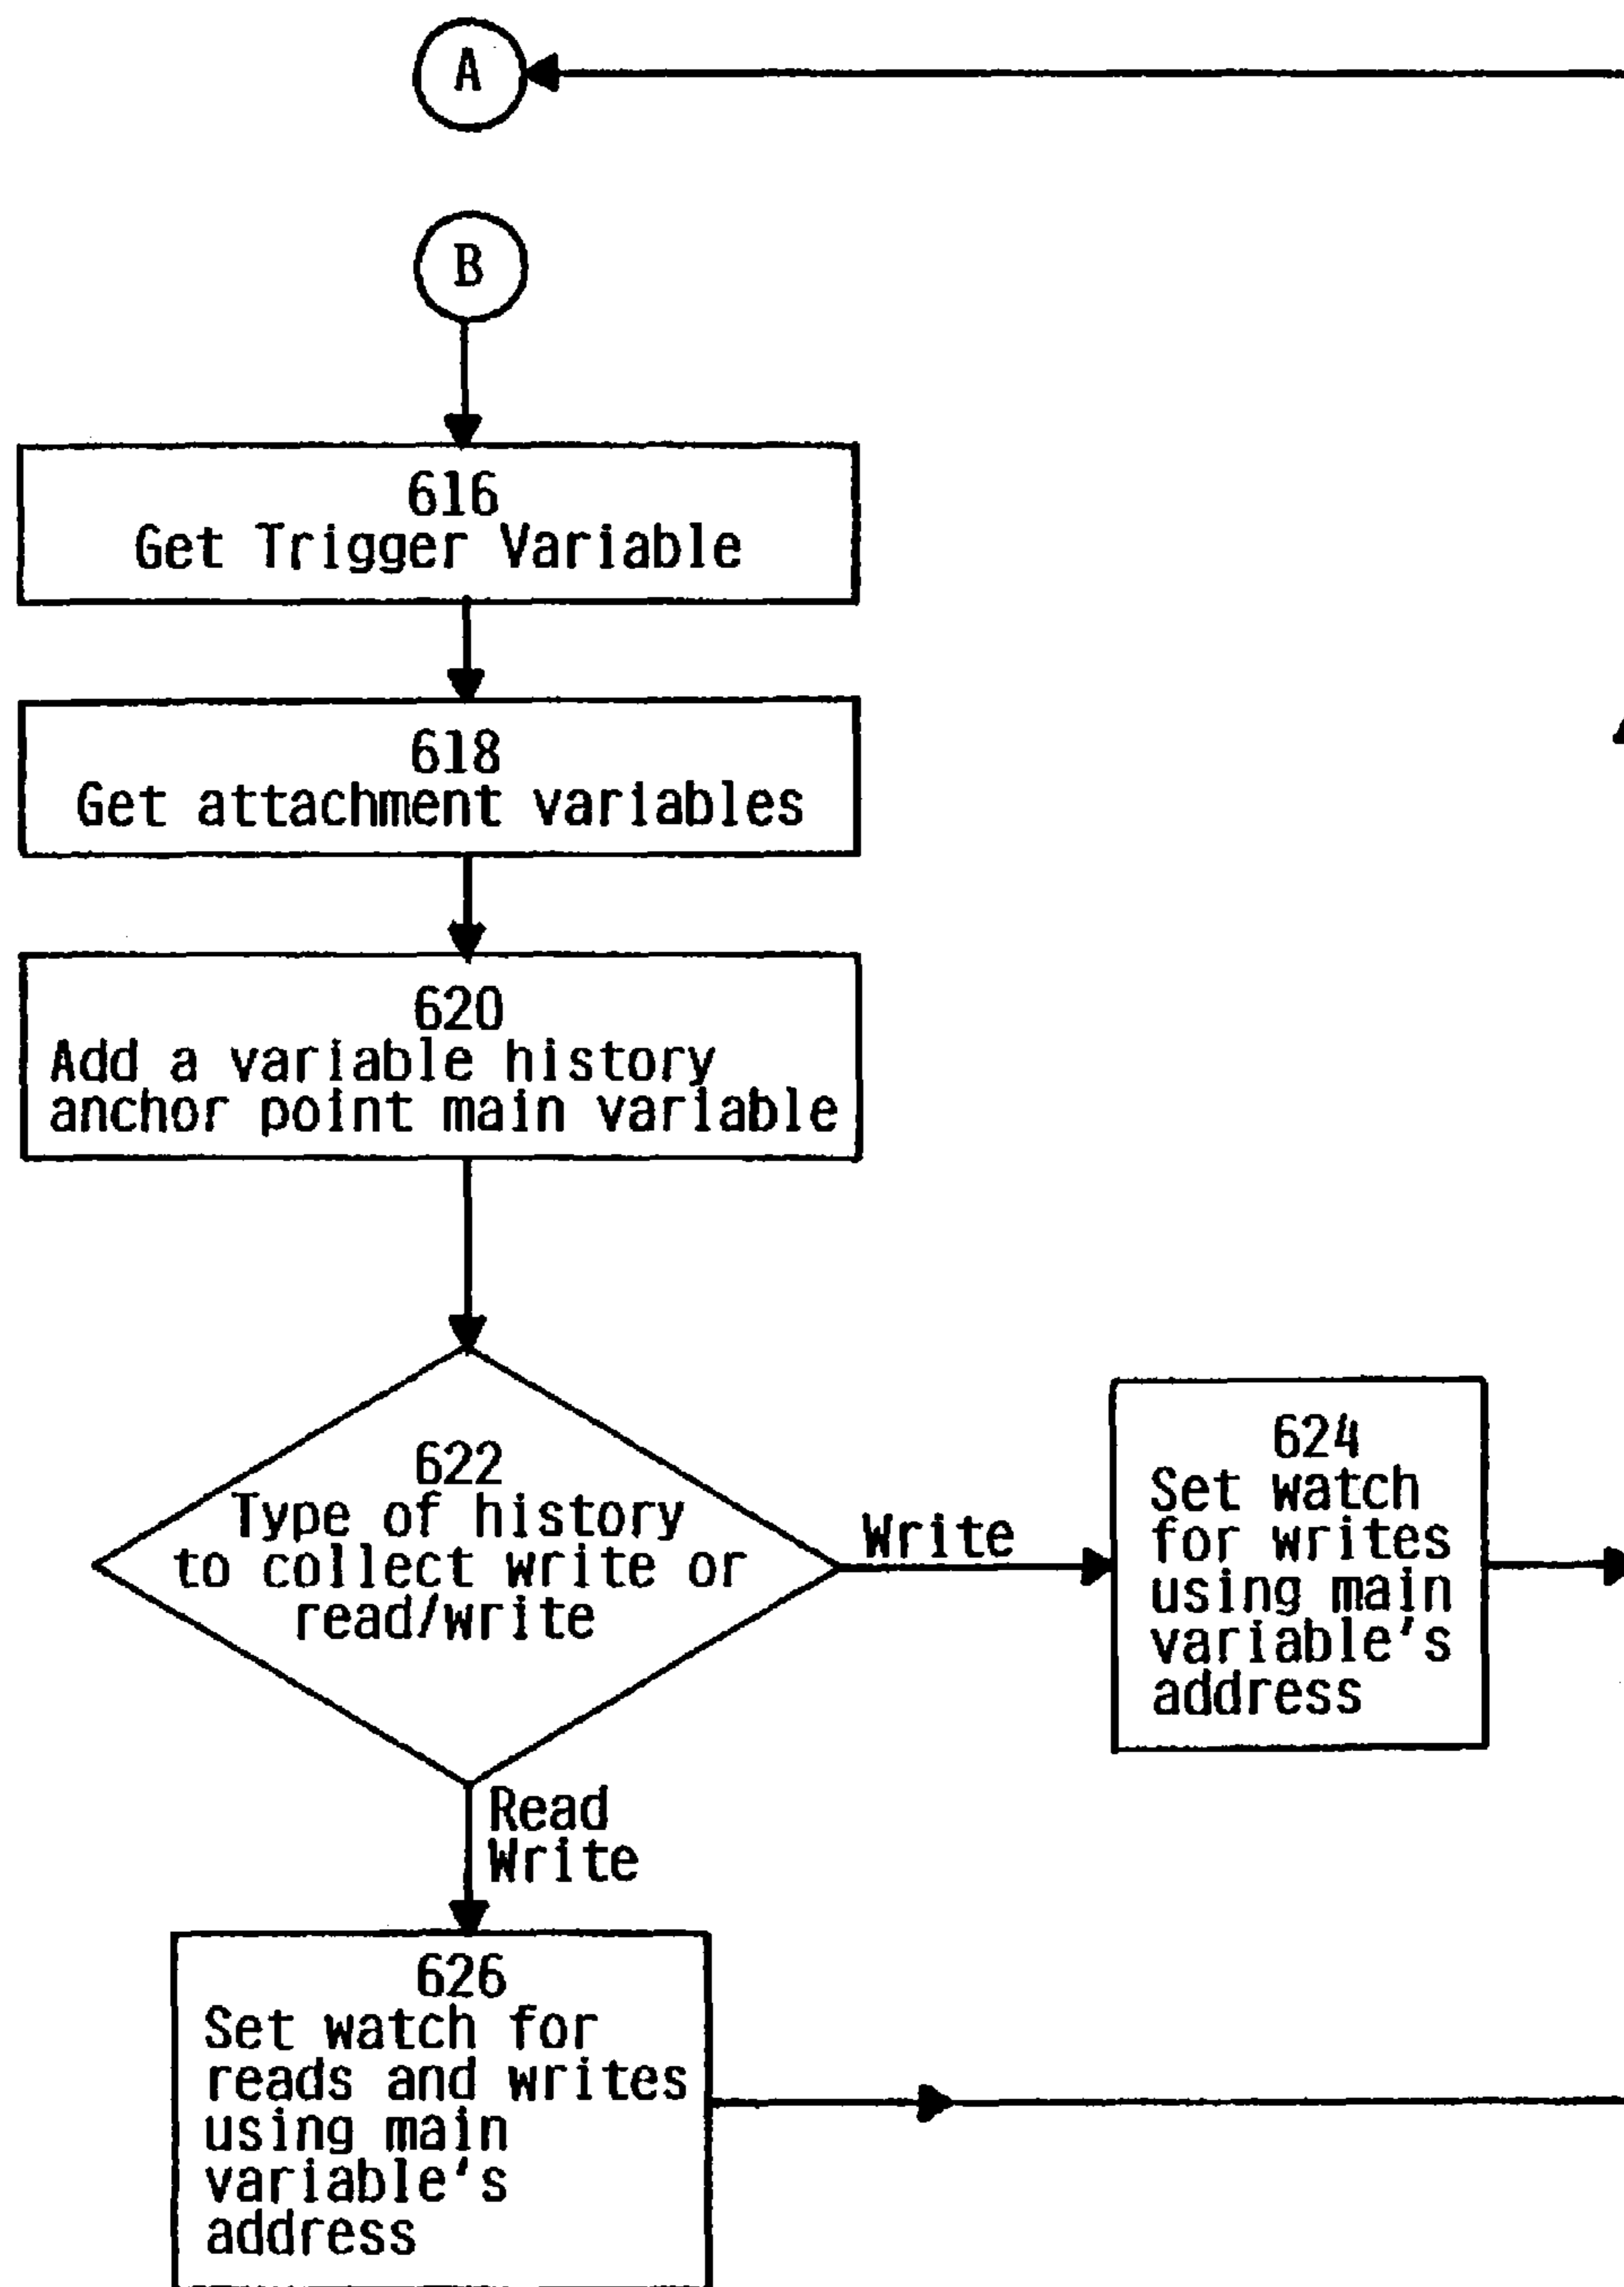 A
B
616
Get Trigger Variable
618
Get attachment variables
620
Add a variable history
anchor point main variable
622
Type of history
to collect write or
read/write
Write
624
Set watch
for writes
using main
variable's
address
Read
Write
626
Set watch for
reads and writes
using main
variable's
address